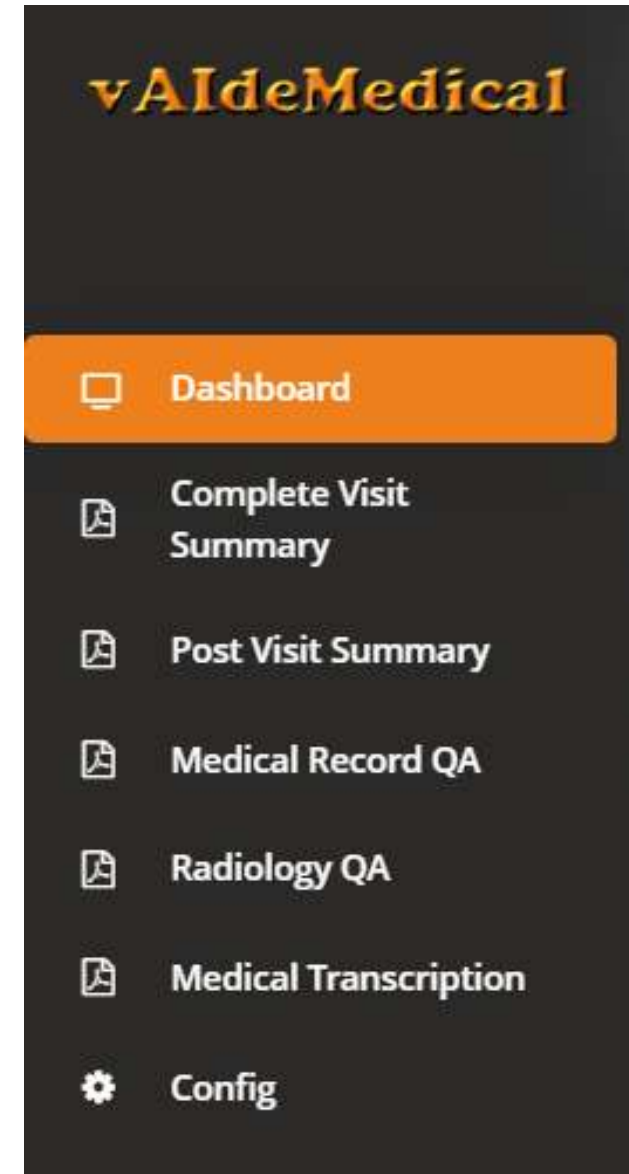 vAIdeMedical
Dashboard
Complete Visit
Summary
Post Visit Summary
Medical Record QA
Radiology QA
Medical Transcription
Config